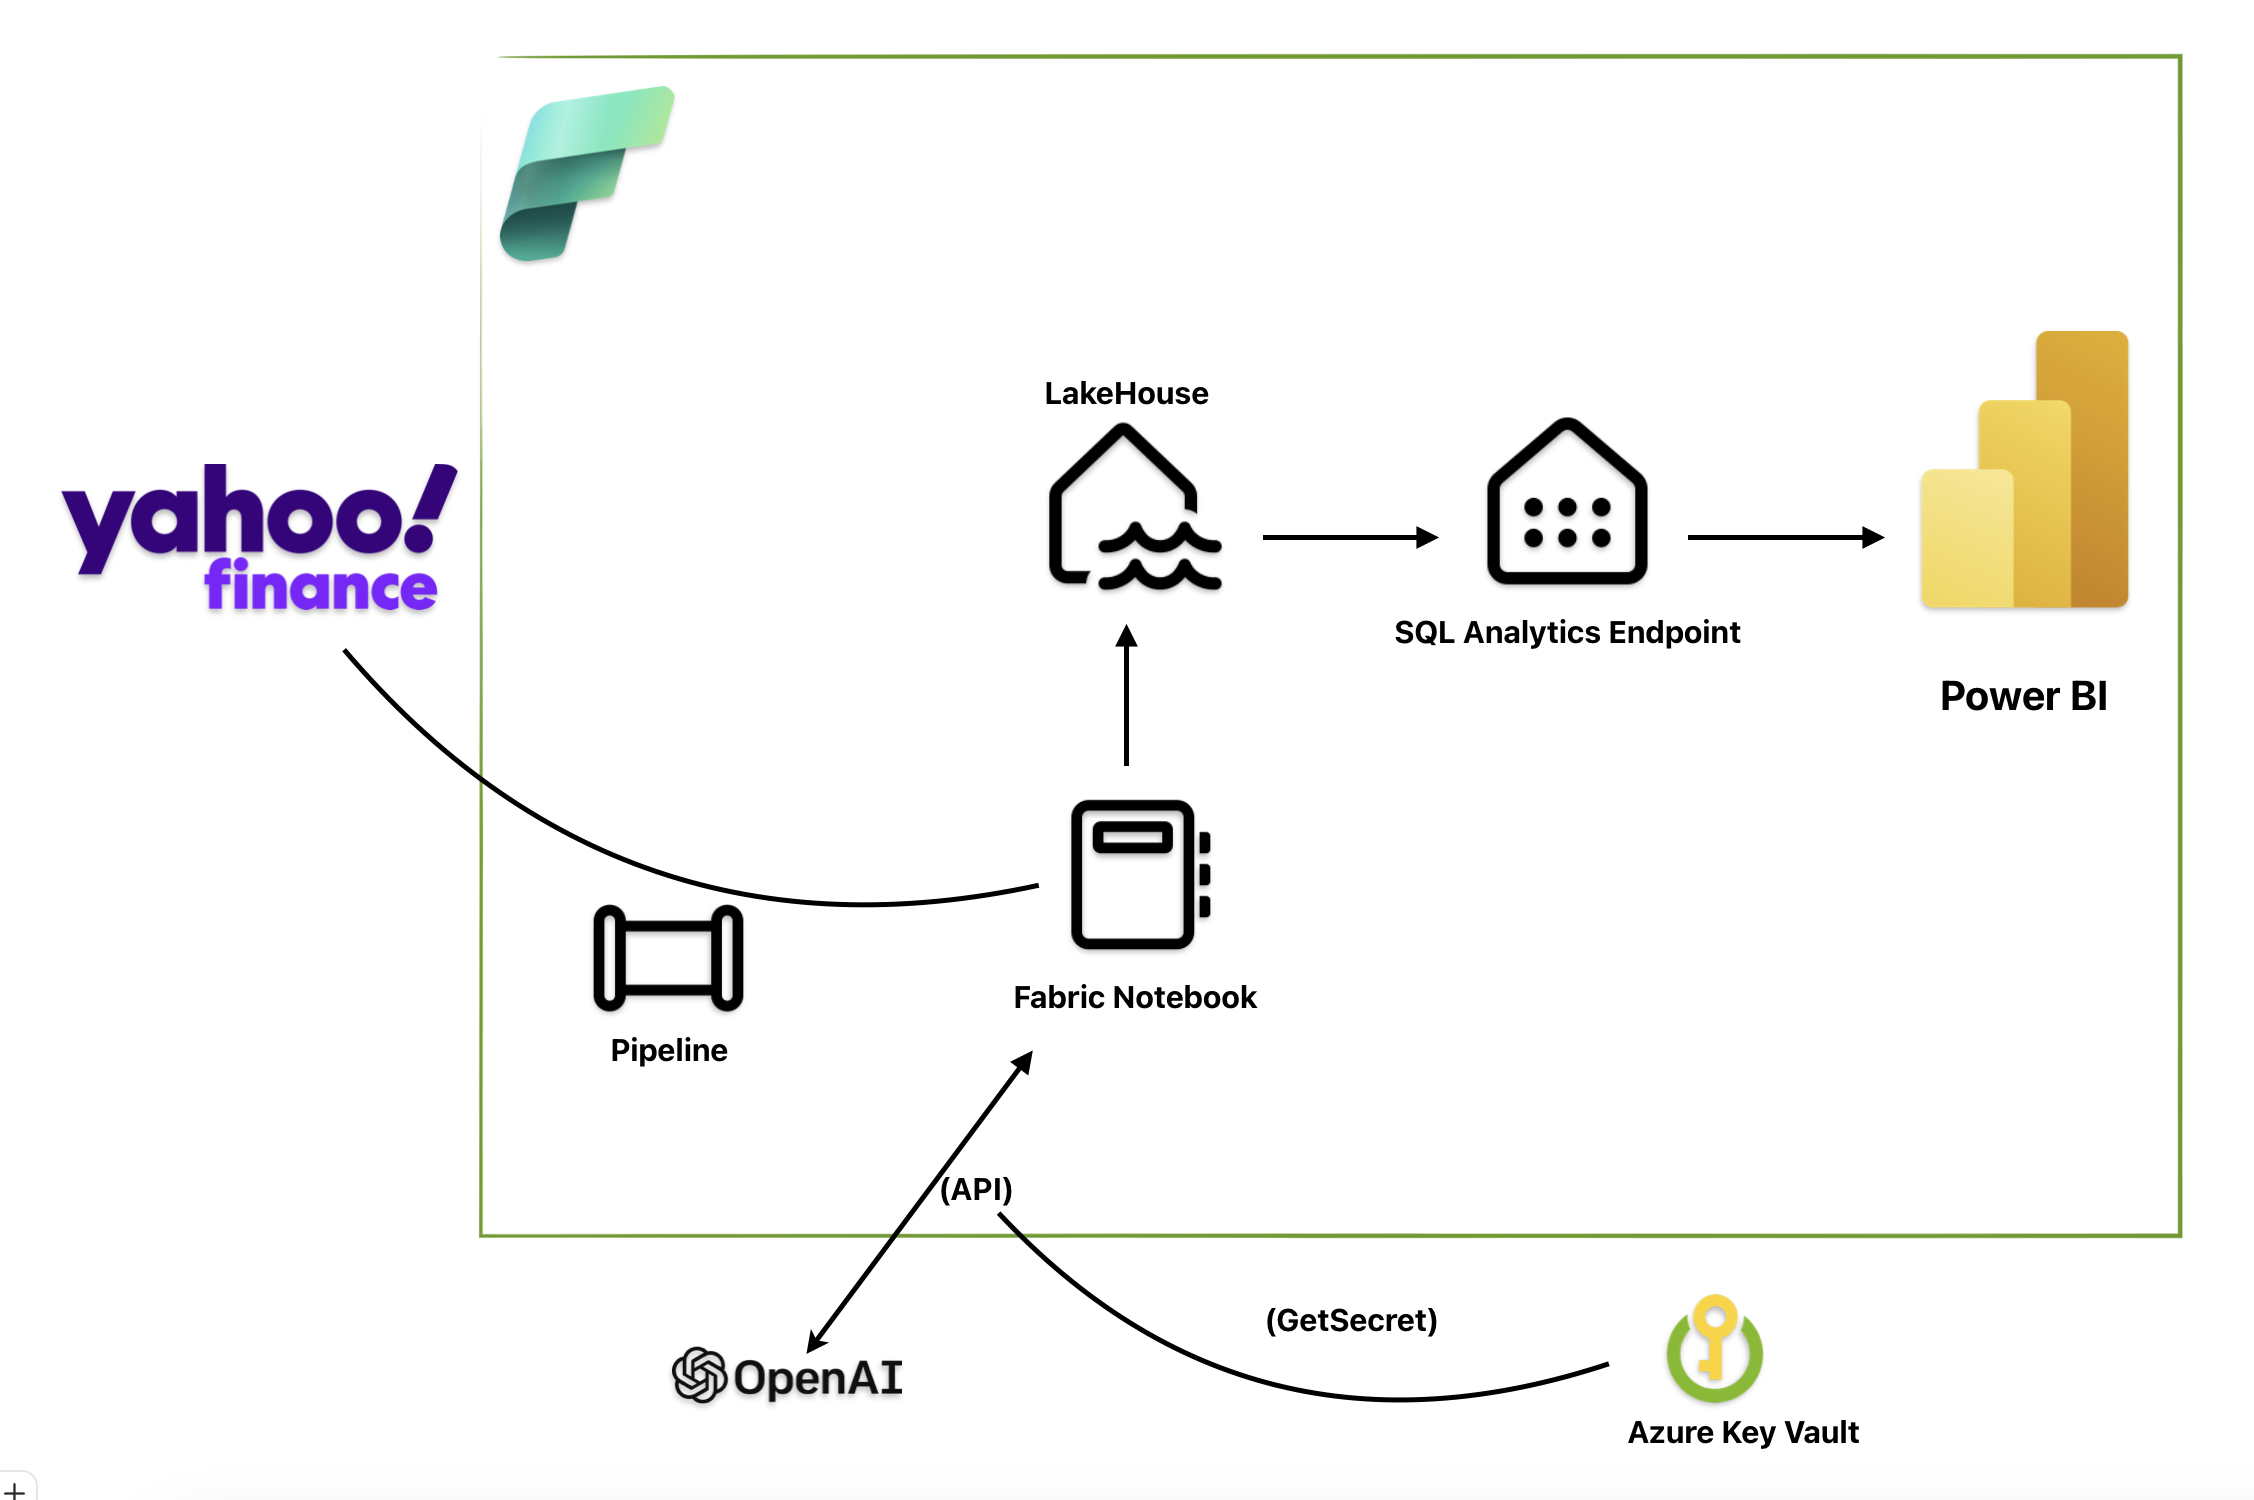 LakeHouse
yahoo!
finance
SQL Analytics Endpoint
Power BI
Fabric Notebook
Pipeline
(API)
(GetSecret)
OpenAI
Azure Key Vault